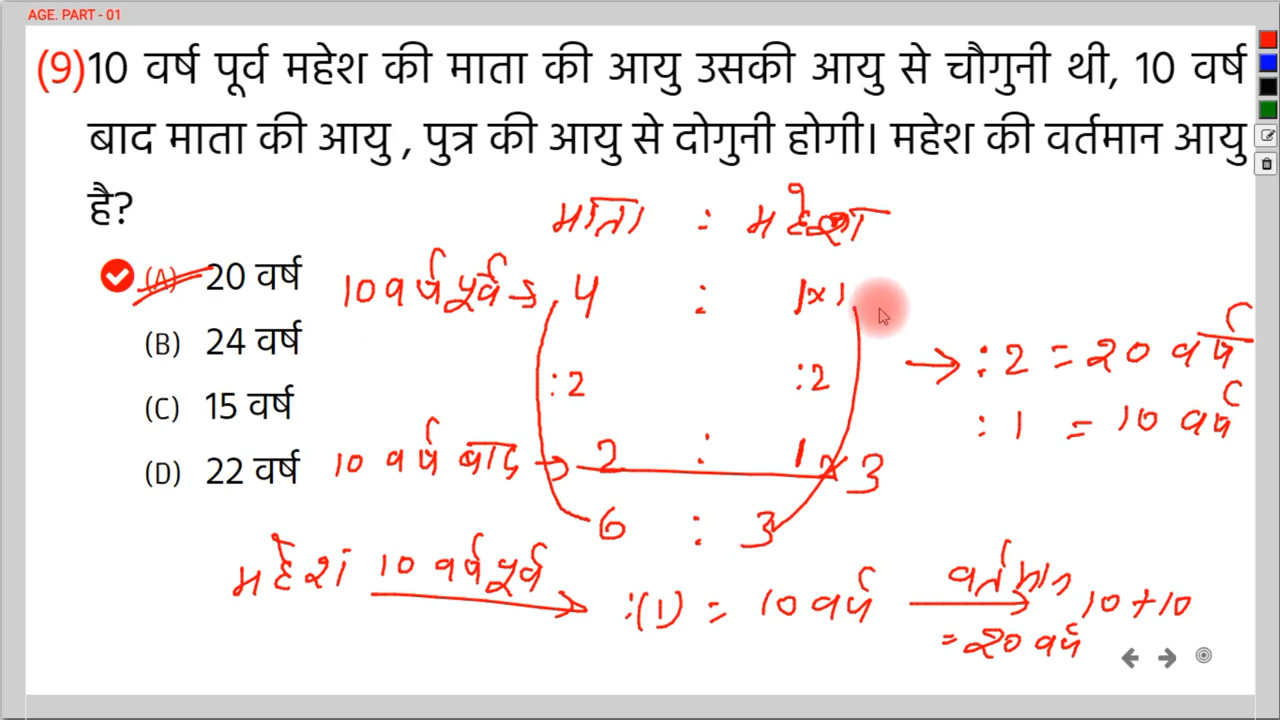 AGE. PART - 01
(9)10 वर्ष पूर्व महेश की माता की आयु उसकी आयु से चौगुनी थी, 10 वर्ष
बाद माता की आयु , पुत्र की आयु से दोगुनी होगी। महेश की वर्तमान आयु
है?
माता : महेश
(A) 20 वर्ष
10 वर्ष पूर्व → 4 : 1×1
(B) 24 वर्ष
→ :2 = 20 वर्ष
:2 :2
(C) 15 वर्ष
:1 = 10 वर्ष
(D) 22 वर्ष
10 वर्ष बाद → 2 : 1×3
6 : 3
महेश 10 वर्ष पूर्व → :(1) = 10 वर्ष वर्तमान → 10+10
= 20 वर्ष